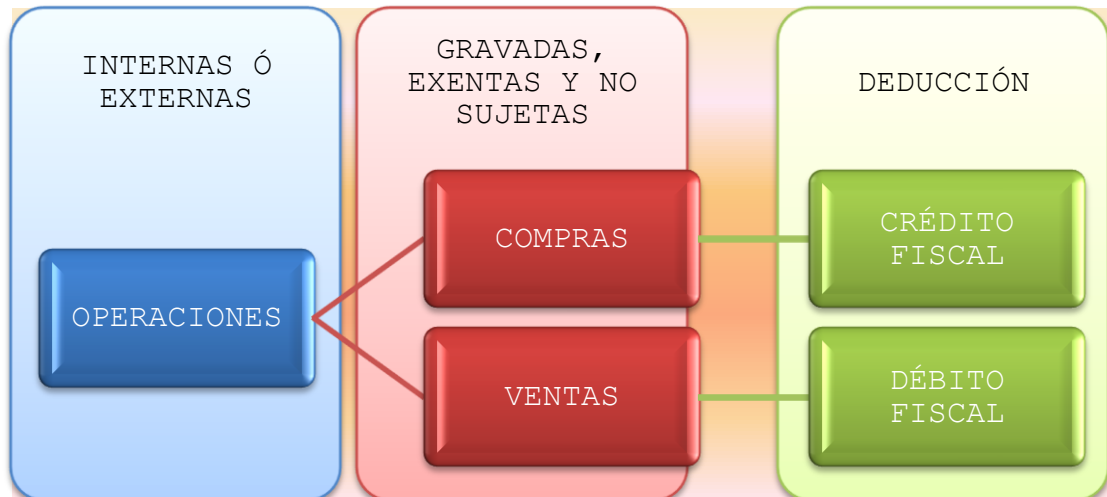 INTERNAS Ó
EXTERNAS
GRAVADAS,
EXENTAS Y NO
SUJETAS
DEDUCCIÓN
OPERACIONES
COMPRAS
VENTAS
CRÉDITO
FISCAL
DÉBITO
FISCAL